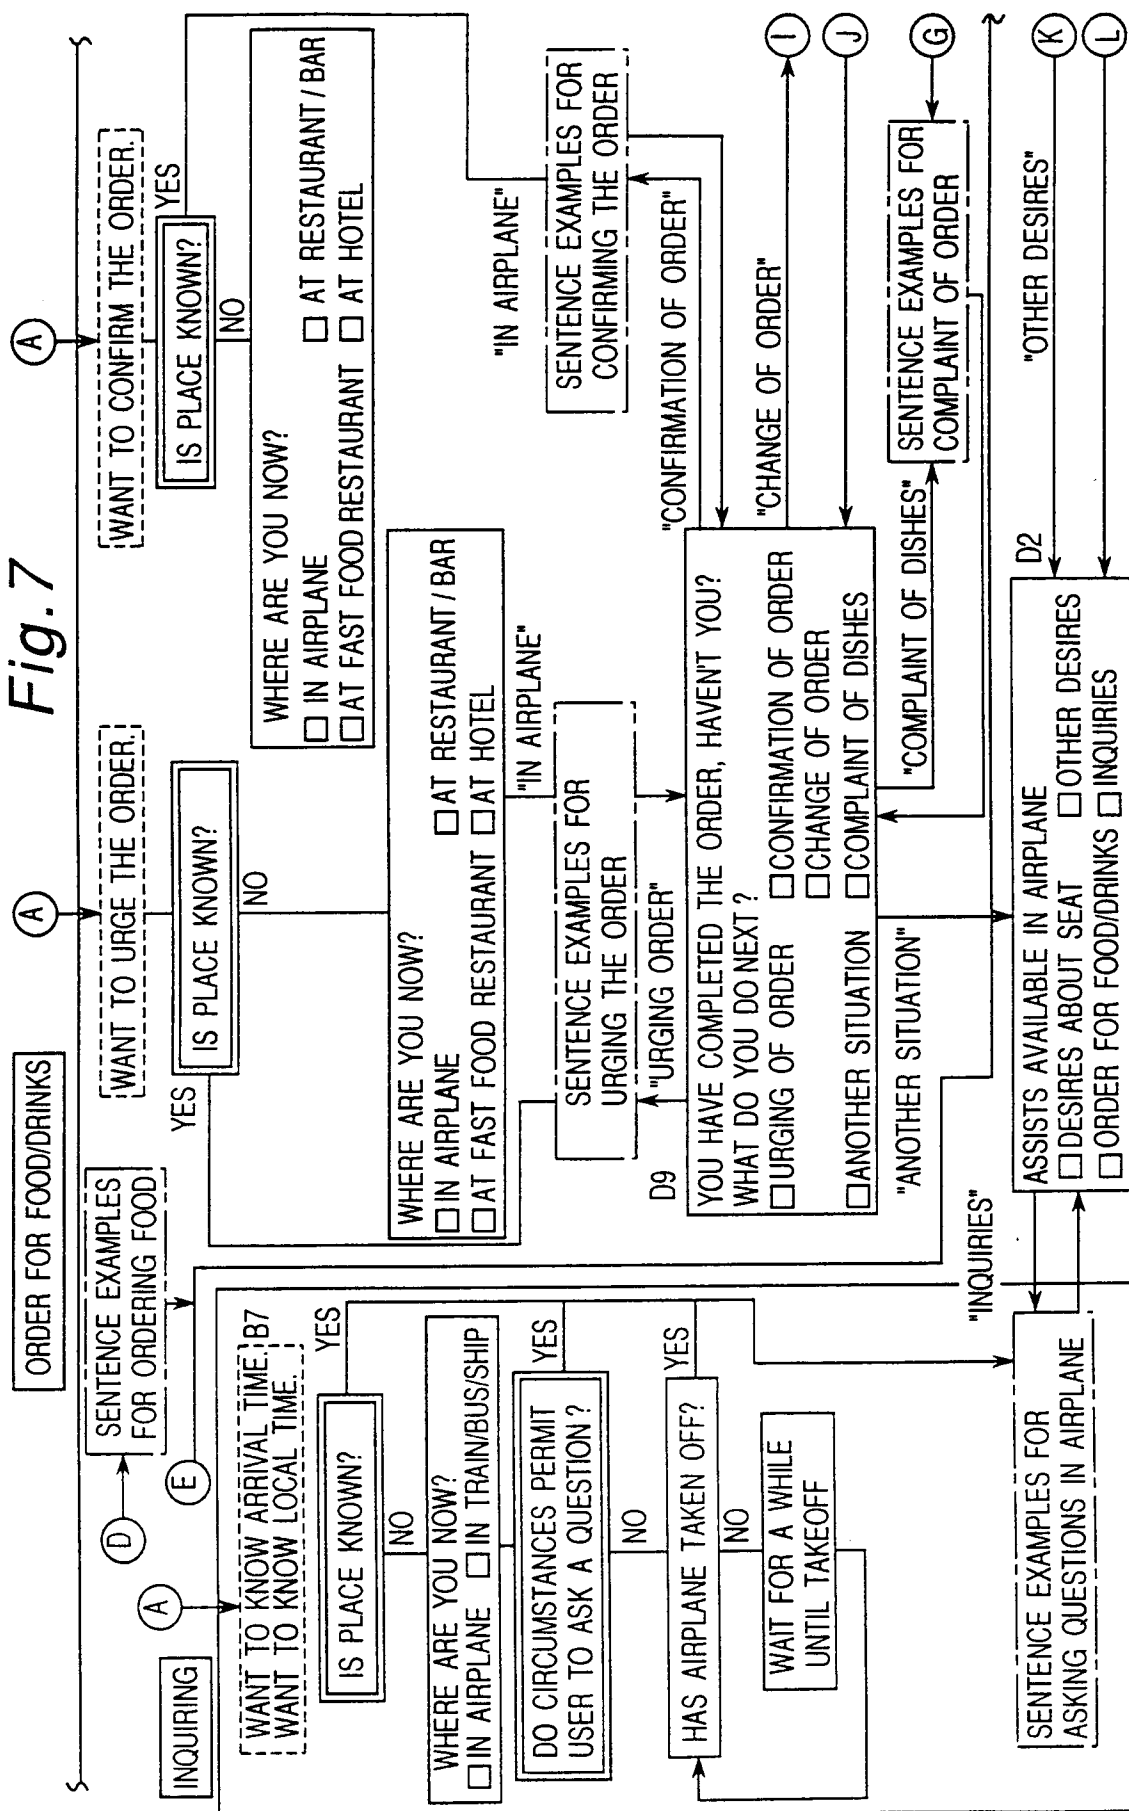 Fig.7
ORDER FOR FOOD/DRINKS
D
SENTENCE EXAMPLES
FOR ORDERING FOOD
E
A
WANT TO URGE THE ORDER.
IS PLACE KNOWN?
YES
NO
WHERE ARE YOU NOW?
□ IN AIRPLANE □ AT RESTAURANT/BAR
□ AT FAST FOOD RESTAURANT □ AT HOTEL
"IN AIRPLANE"
SENTENCE EXAMPLES FOR
URGING THE ORDER
"URGING ORDER"
A
WANT TO CONFIRM THE ORDER.
IS PLACE KNOWN?
YES
NO
WHERE ARE YOU NOW?
□ IN AIRPLANE □ AT RESTAURANT/BAR
□ AT FAST FOOD RESTAURANT □ AT HOTEL
"IN AIRPLANE"
SENTENCE EXAMPLES FOR
CONFIRMING THE ORDER
"CONFIRMATION OF ORDER"
D9
YOU HAVE COMPLETED THE ORDER, HAVEN'T YOU?
WHAT DO YOU DO NEXT?
□ URGING OF ORDER □ CONFIRMATION OF ORDER
□ CHANGE OF ORDER
□ ANOTHER SITUATION □ COMPLAINT OF DISHES
"CHANGE OF ORDER"
I
J
"COMPLAINT OF DISHES"
SENTENCE EXAMPLES FOR
COMPLAINT OF ORDER
G
"ANOTHER SITUATION"
INQUIRING
A
WANT TO KNOW ARRIVAL TIME. B7
WANT TO KNOW LOCAL TIME.
IS PLACE KNOWN?
YES
NO
WHERE ARE YOU NOW?
□ IN AIRPLANE □ IN TRAIN/BUS/SHIP
DO CIRCUMSTANCES PERMIT
USER TO ASK A QUESTION?
YES
NO
HAS AIRPLANE TAKEN OFF?
YES
NO
WAIT FOR A WHILE
UNTIL TAKEOFF
SENTENCE EXAMPLES FOR
ASKING QUESTIONS IN AIRPLANE
"INQUIRIES"
D2
ASSISTS AVAILABLE IN AIRPLANE
□ DESIRES ABOUT SEAT □ OTHER DESIRES
□ ORDER FOR FOOD/DRINKS □ INQUIRIES
"OTHER DESIRES"
K
L